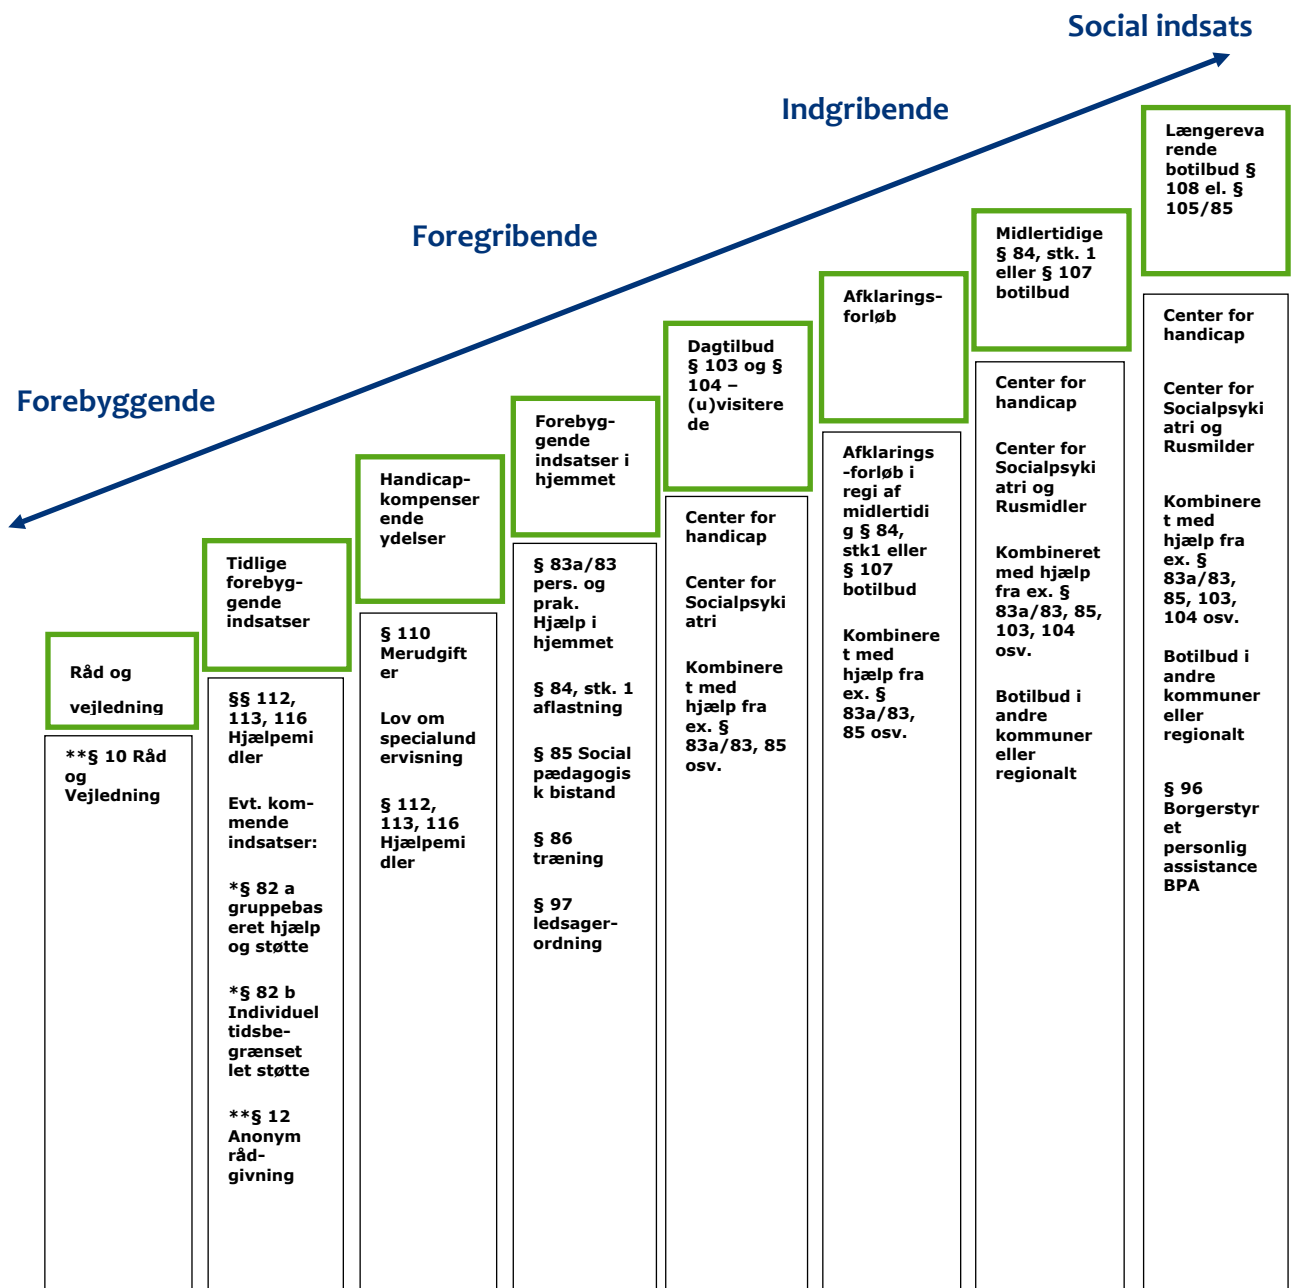 Social indsats
Indgribende
Foregribende
Forebyggende
Råd og
vejledning
**§ 10 Råd
og
Vejledning
Tidlige
forebyg-
gende
indsatser
§§ 112,
113, 116
Hjælpemi
dler
Evt. kom-
mende
indsatser:
*§ 82 a
gruppebas
eret hjælp
og støtte
*§ 82 b
Individuel
tidsbe-
grænset
let støtte
**§ 12
Anonym
råd-
givning
Handicap-
kompenser
ende
ydelser
§ 110
Merudgift
er
Lov om
specialund
ervisning
§ 112,
113, 116
Hjælpemi
dler
Forebyg-
gende
indsatser i
hjemmet
§ 83a/83
pers. og
prak.
Hjælp i
hjemmet
§ 84, stk. 1
aflastning
§ 85 Social
pædagogis
k bistand
§ 86
træning
§ 97
ledsager-
ordning
Dagtilbud
§ 103 og §
104 –
(u)visitere
de
Center for
handicap
Center for
Socialpsyki
atri
Kombinere
t med
hjælp fra
ex. §
83a/83, 85
osv.
Afklarings-
forløb
Afklarings
-forløb i
regi af
midlertidi
g § 84,
stk1 eller
§ 107
botilbud
Kombinere
t med
hjælp fra
ex. §
83a/83,
85 osv.
Midlertidige
§ 84, stk. 1
eller § 107
botilbud
Center for
handicap
Center for
Socialpsyki
atri og
Rusmidler
Kombineret
med hjælp
fra ex. §
83a/83, 85,
103, 104
osv.
Botilbud i
andre
kommuner
eller
regionalt
Længereva
rende
botilbud §
108 el. §
105/85
Center for
handicap
Center for
Socialpsyki
atri og
Rusmilder
Kombinere
t med
hjælp fra
ex. §
83a/83,
85, 103,
104 osv.
Botilbud i
andre
kommuner
eller
regionalt
§ 96
Borgerstyr
et
personlig
assistance
BPA